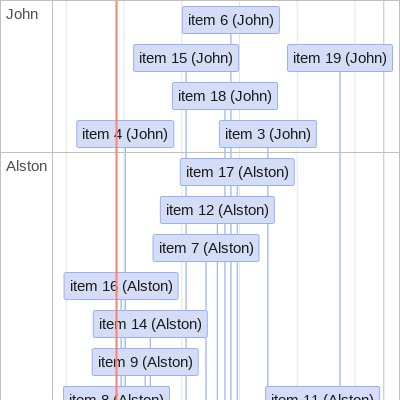 John
item 6 (John)
item 15 (John)
item 19 (John)
item 18 (John)
item 4 (John)
item 3 (John)
Alston
item 17 (Alston)
item 12 (Alston)
item 7 (Alston)
item 16 (Alston)
item 14 (Alston)
item 9 (Alston)
item 8 (Alston)
item 11 (Alston)